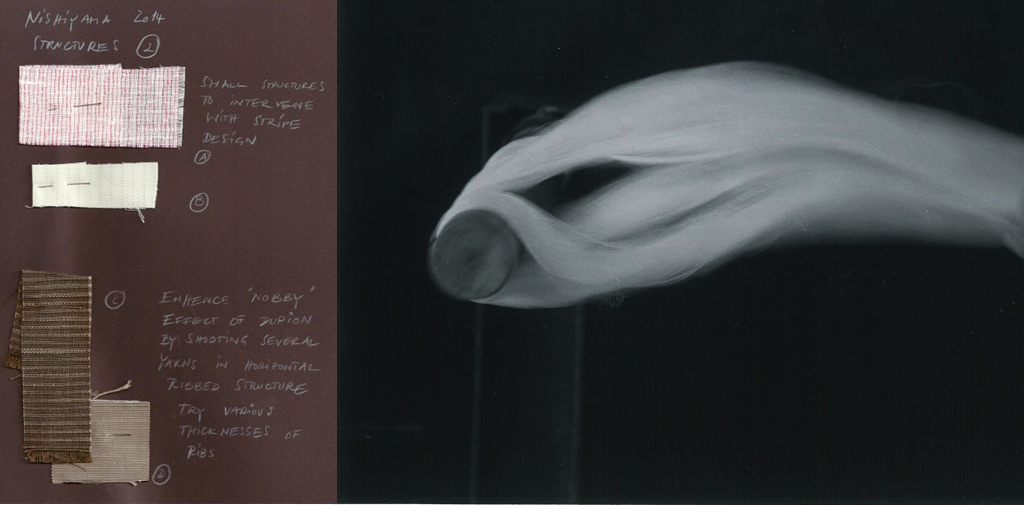 NISHIYAMA 2014
STRUCTURES 2
SMALL STRUCTURES
TO INTERVENE
WITH STRIPE
DESIGN
A
B
C
ENHENCE "NOBBY"
EFFECT OF DUPION
BY SHOOTING SEVERAL
YARNS IN HORIZONTAL
RIBBED STRUCTURE
TRY VARIOUS
THICKNESSES OF
RIBS
D